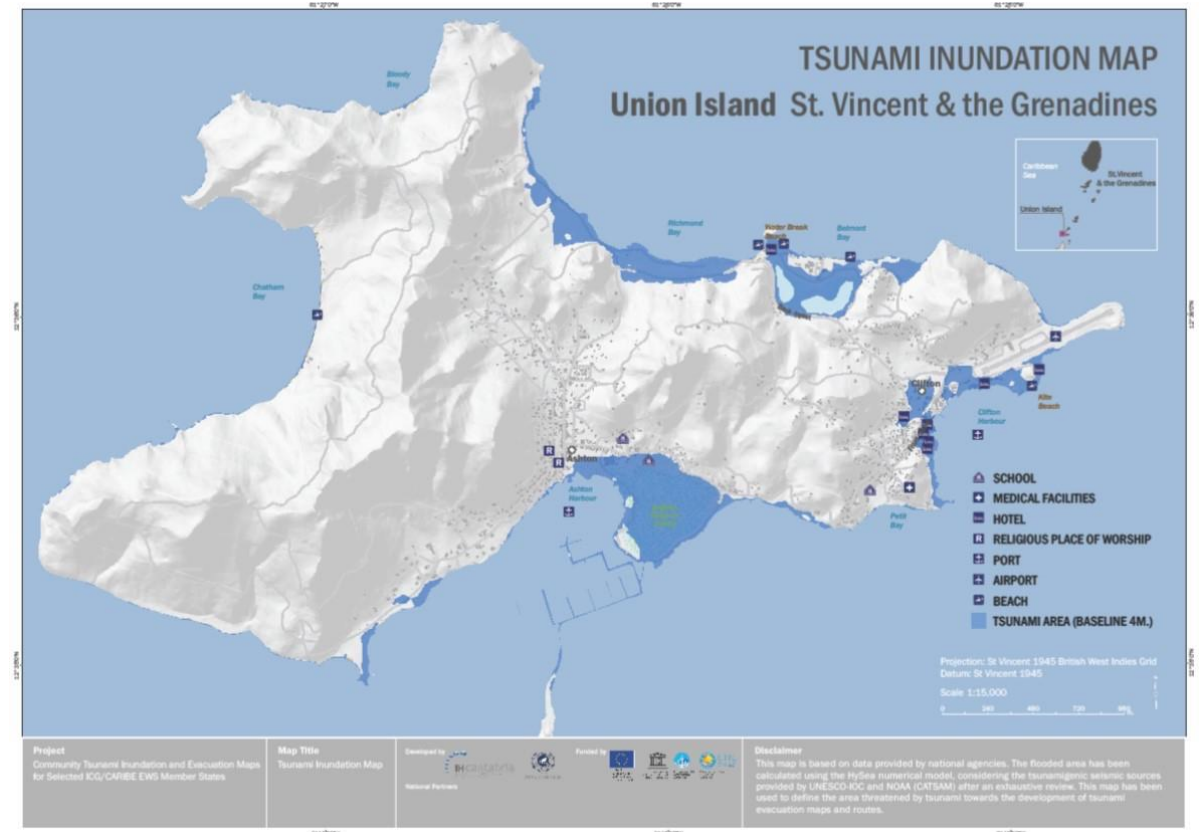 TSUNAMI INUNDATION MAP
Union Island St. Vincent & the Grenadines
Caribbean
Sea
St.Vincent
& the Grenadines
Union Island
Bloody
Bay
Richmond
Bay
Water Break
Beach
Belmont
Bay
Chatham
Bay
Clifton
Kite
Beach
Clifton
Harbour
Ashton
Ashton
Harbour
Petit
Bay
SCHOOL
MEDICAL FACILITIES
HOTEL
R RELIGIOUS PLACE OF WORSHIP
PORT
AIRPORT
BEACH
TSUNAMI AREA (BASELINE 4M.)
Projection: St Vincent 1945 British West Indies Grid
Datum: St Vincent 1945
Scale 1:15,000
Project
Community Tsunami Inundation and Evacuation Maps
for Selected ICG/CARIBE EWS Member States
Map Title
Tsunami Inundation Map
Developed by
IHcantabria
National Partners
Funded by
Disclaimer
This map is based on data provided by national agencies. The flooded area has been
calculated using the HySea numerical model, considering the tsunamigenic seismic sources
provided by UNESCO-IOC and NOAA (CATSAM) after an exhaustive review. This map has been
used to define the area threatened by tsunami towards the development of tsunami
evacuation maps and routes.